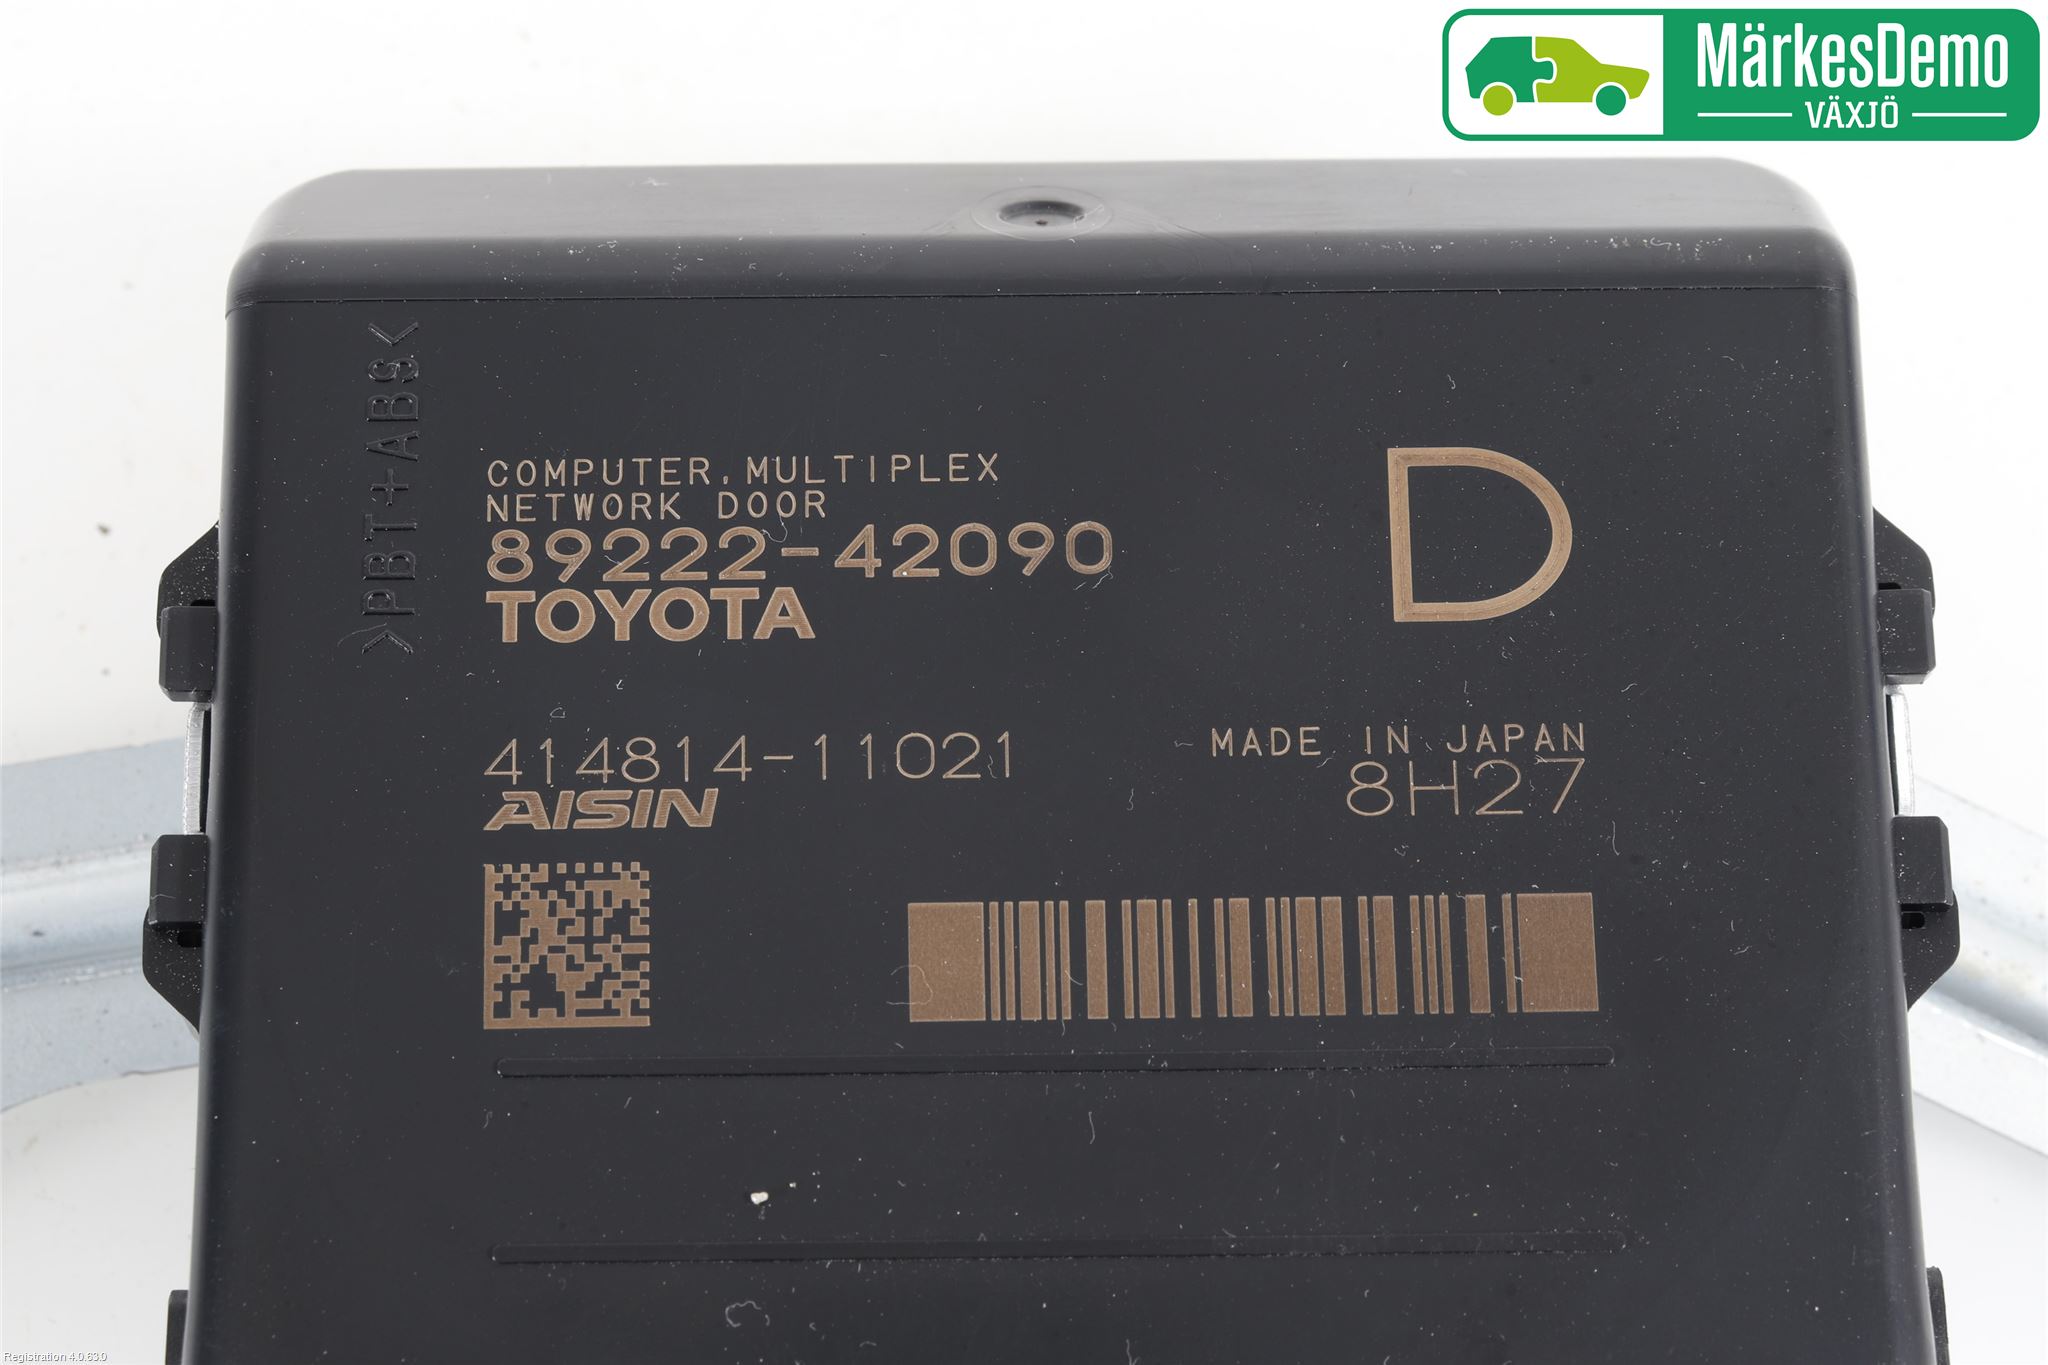 MärkesDemo
VÄXJÖ
>PBT+ABS<
COMPUTER, MULTIPLEX
NETWORK DOOR
89222-42090
TOYOTA
D
414814-11021
AISIN
MADE IN JAPAN
8H27
Registration 4.0.63.0